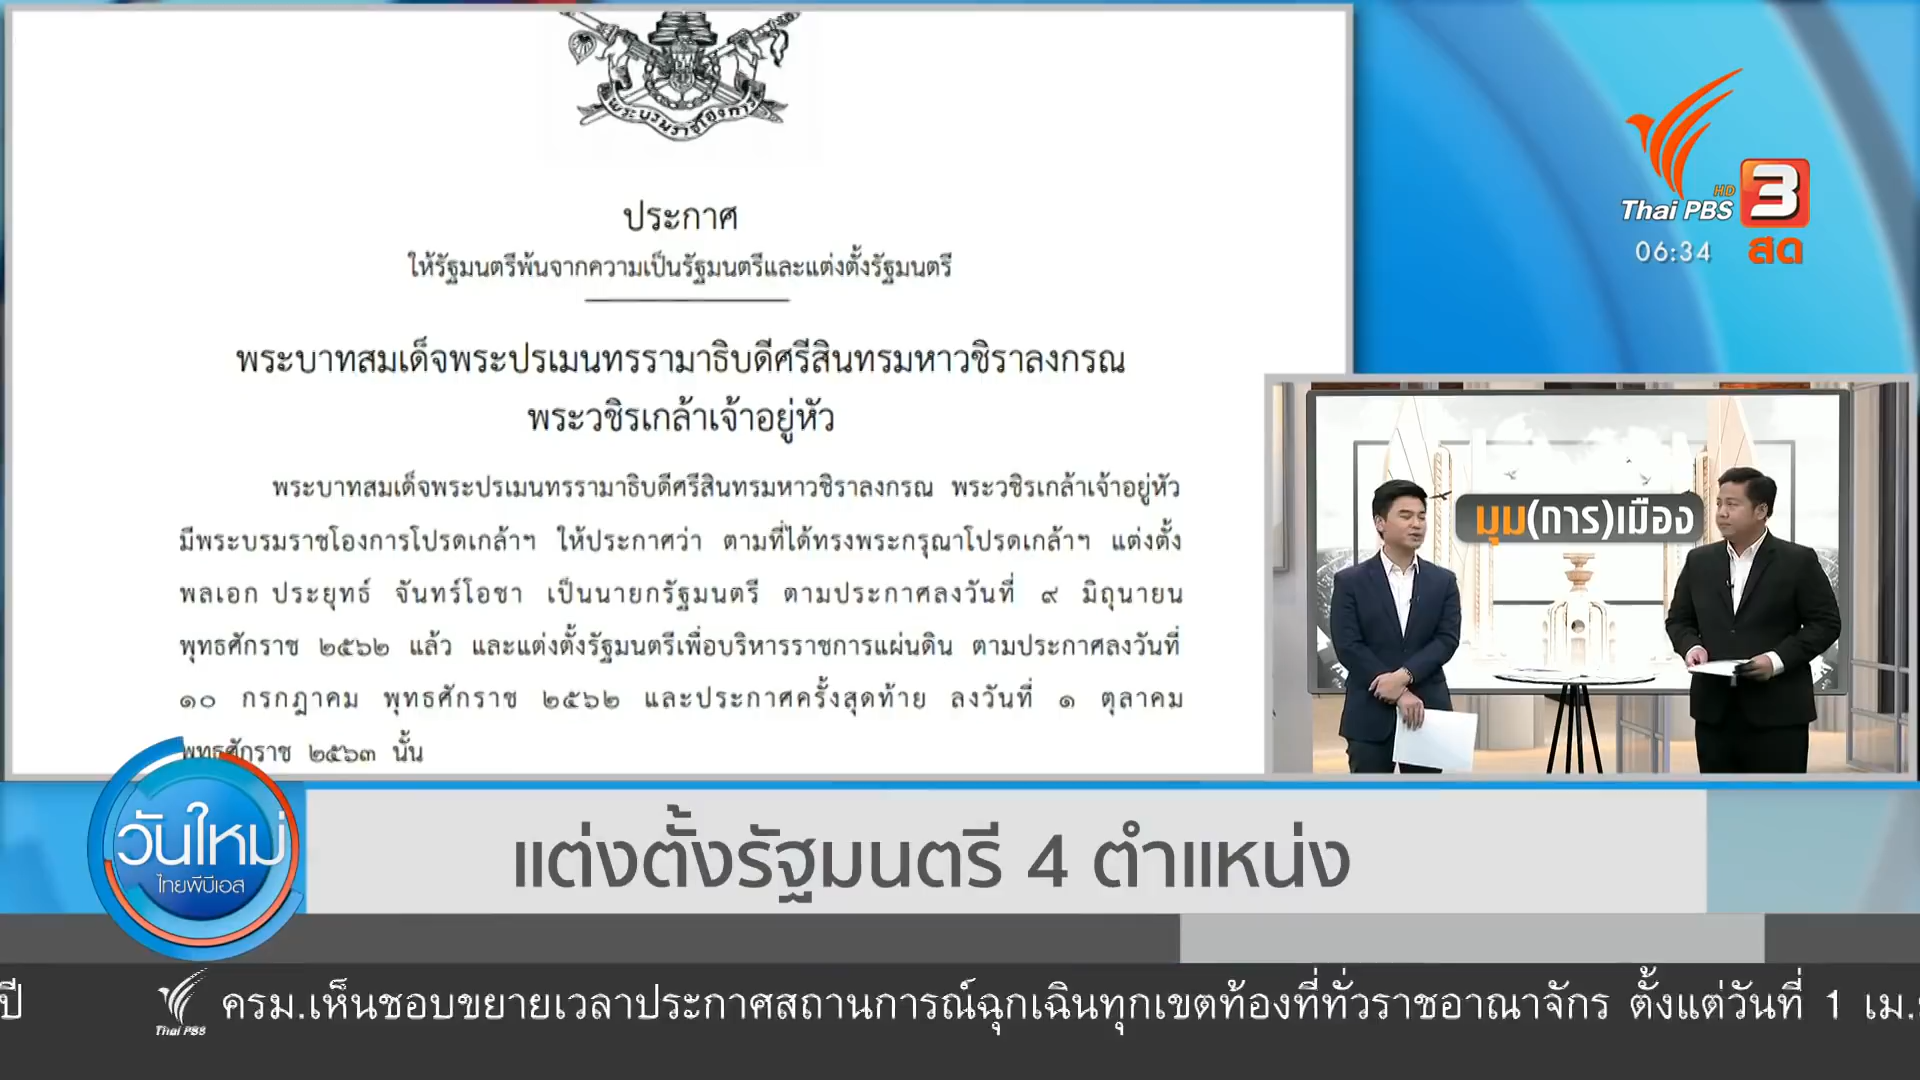 พระบรมราชโองการ
ประกาศ
ให้รัฐมนตรีพ้นจากความเป็นรัฐมนตรีและแต่งตั้งรัฐมนตรี
พระบาทสมเด็จพระปรเมนทรรามาธิบดีศรีสินทรมหาวชิราลงกรณ
พระวชิรเกล้าเจ้าอยู่หัว
พระบาทสมเด็จพระปรเมนทรรามาธิบดีศรีสินทรมหาวชิราลงกรณ พระวชิรเกล้าเจ้าอยู่หัว
มีพระบรมราชโองการโปรดเกล้าฯ ให้ประกาศว่า ตามที่ได้ทรงพระกรุณาโปรดเกล้าฯ แต่งตั้ง
พลเอก ประยุทธ์ จันทร์โอชา เป็นนายกรัฐมนตรี ตามประกาศลงวันที่ ๙ มิถุนายน
พุทธศักราช ๒๕๖๒ แล้ว และแต่งตั้งรัฐมนตรีเพื่อบริหารราชการแผ่นดิน ตามประกาศลงวันที่
๑๐ กรกฎาคม พุทธศักราช ๒๕๖๒ และประกาศครั้งสุดท้าย ลงวันที่ ๑ ตุลาคม
พุทธศักราช ๒๕๖๓ นั้น
HD
Thai PBS 3
06:34 สด
มุม(การ)เมือง
วันใหม่
ไทยพีบีเอส
แต่งตั้งรัฐมนตรี 4 ตำแหน่ง
ปี Thai PBS ครม.เห็นชอบขยายเวลาประกาศสถานการณ์ฉุกเฉินทุกเขตท้องที่ทั่วราชอาณาจักร ตั้งแต่วันที่ 1 เม.